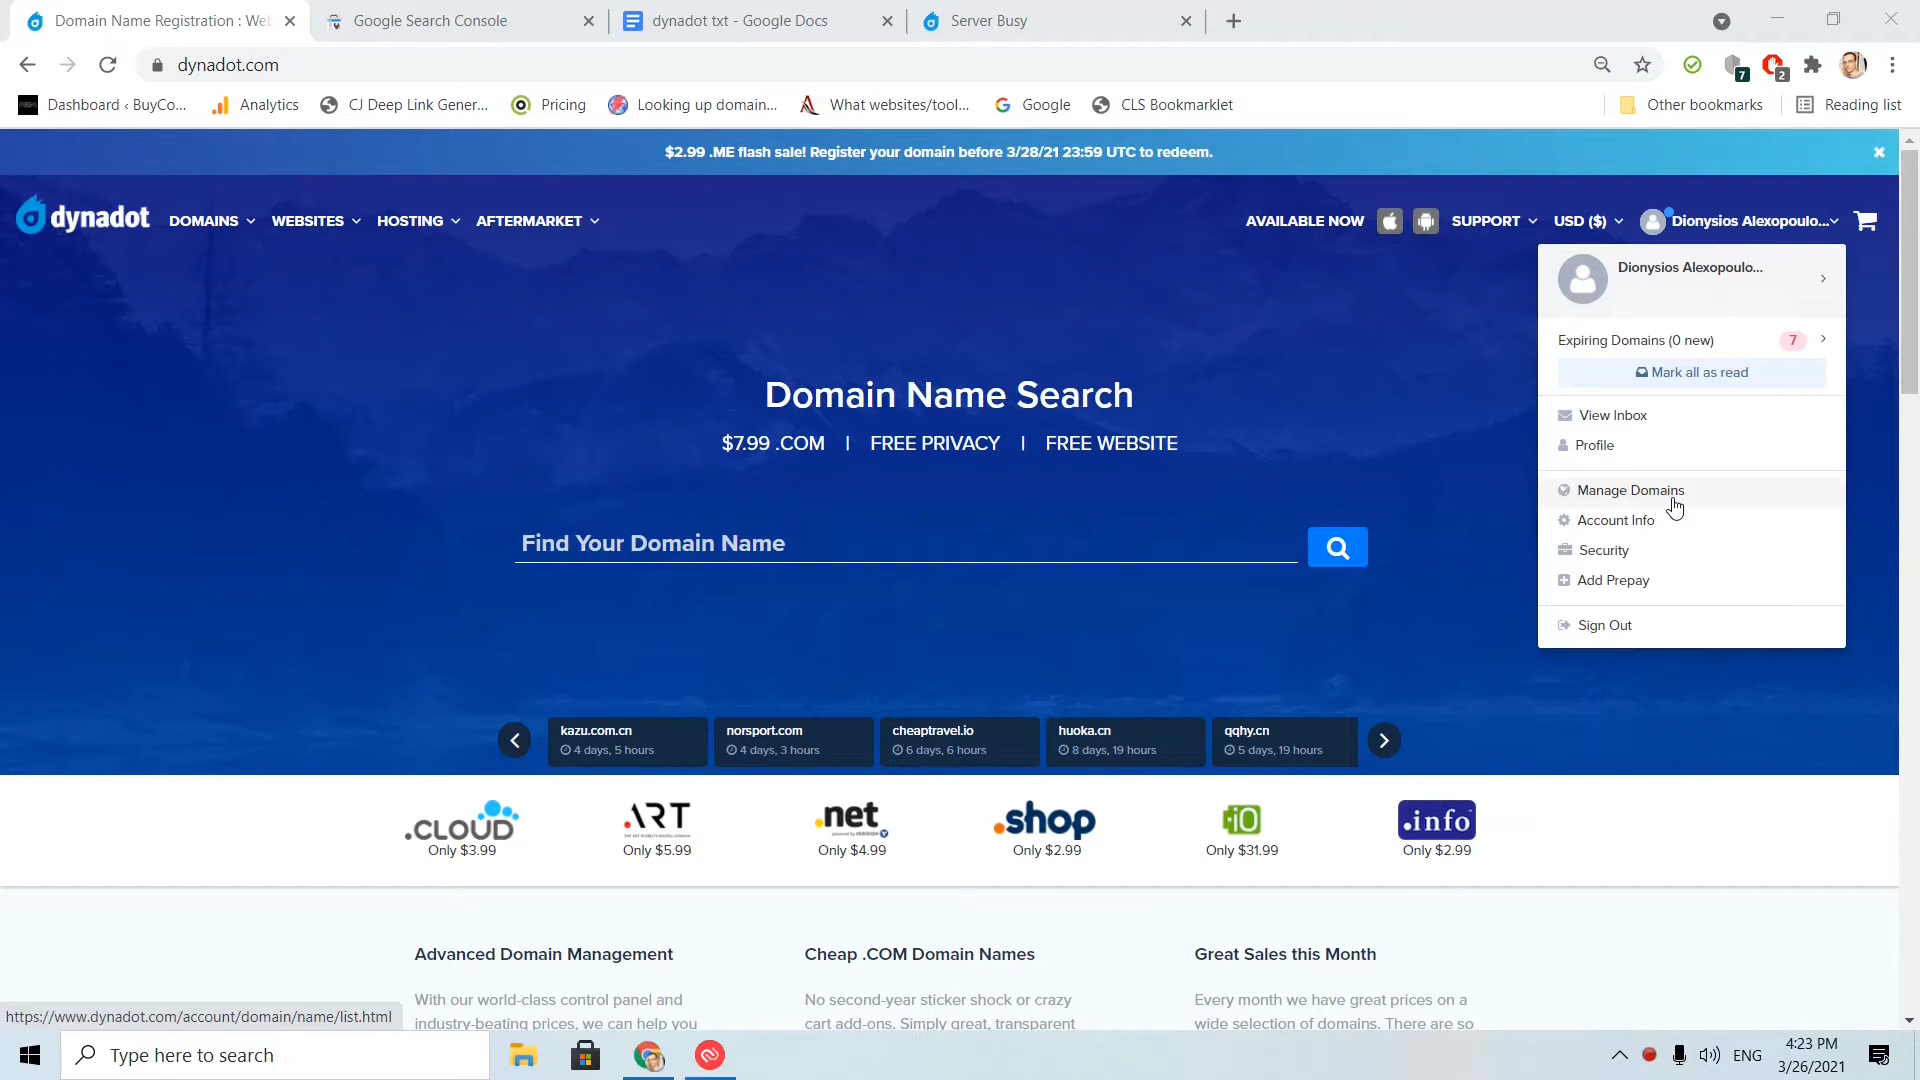 Domain Name Registration : Wel
Google Search Console
dynadot txt - Google Docs
Server Busy
dynadot.com
7
2
Dashboard ‹ BuyCo...
Analytics
CJ Deep Link Gener...
Pricing
Looking up domain...
What websites/tool...
Google
CLS Bookmarklet
Other bookmarks
Reading list
$2.99 .ME flash sale! Register your domain before 3/28/21 23:59 UTC to redeem.
dynadot
DOMAINS
WEBSITES
HOSTING
AFTERMARKET
AVAILABLE NOW
SUPPORT
USD ($)
Dionysios Alexopoulo...
Dionysios Alexopoulo...
Expiring Domains (0 new)
7
Mark all as read
View Inbox
Profile
Manage Domains
Account Info
Security
Add Prepay
Sign Out
Domain Name Search
$7.99 .COM | FREE PRIVACY | FREE WEBSITE
Find Your Domain Name
kazu.com.cn
4 days, 5 hours
norsport.com
4 days, 3 hours
cheaptravel.io
6 days, 6 hours
huoka.cn
8 days, 19 hours
qqhy.cn
5 days, 19 hours
.CLOUD
Only $3.99
.ART
Only $5.99
.net
powered by VERISIGN
Only $4.99
.shop
Only $2.99
.iO
Only $31.99
.info
Only $2.99
Advanced Domain Management
With our world-class control panel and
industry-beating prices, we can help you
Cheap .COM Domain Names
No second-year sticker shock or crazy
cart add-ons. Simply great, transparent
Great Sales this Month
Every month we have great prices on a
wide selection of domains. There are so
https://www.dynadot.com/account/domain/name/list.html
Type here to search
ENG
4:23 PM
3/26/2021